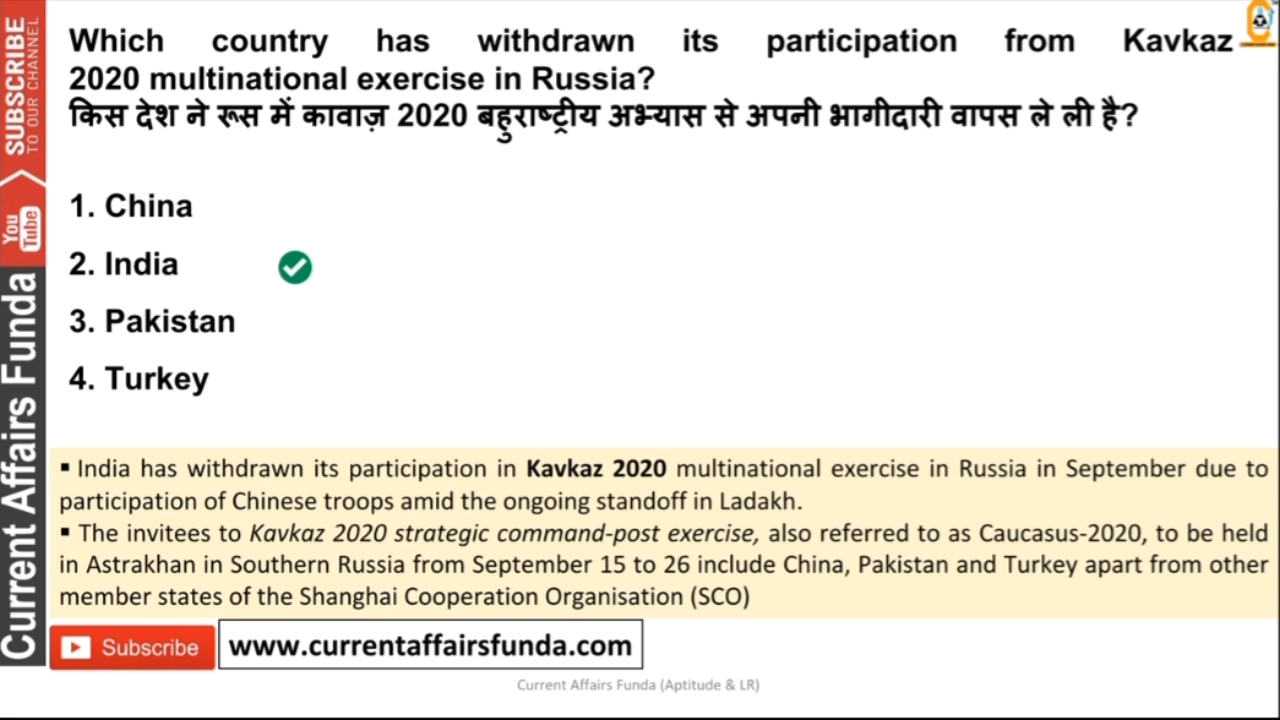 Which country has withdrawn its participation from Kavkaz
2020 multinational exercise in Russia?
किस देश ने रूस में कावाज़ 2020 बहुराष्ट्रीय अभ्यास से अपनी भागीदारी वापस ले ली है?
1. China
2. India
3. Pakistan
4. Turkey
▪ India has withdrawn its participation in Kavkaz 2020 multinational exercise in Russia in September due to
participation of Chinese troops amid the ongoing standoff in Ladakh.
▪ The invitees to Kavkaz 2020 strategic command-post exercise, also referred to as Caucasus-2020, to be held
in Astrakhan in Southern Russia from September 15 to 26 include China, Pakistan and Turkey apart from other
member states of the Shanghai Cooperation Organisation (SCO)
Subscribe
www.currentaffairsfunda.com
Current Affairs Funda (Aptitude & LR)
SUBSCRIBE
TO OUR CHANNEL
You
Tube
Current Affairs Funda